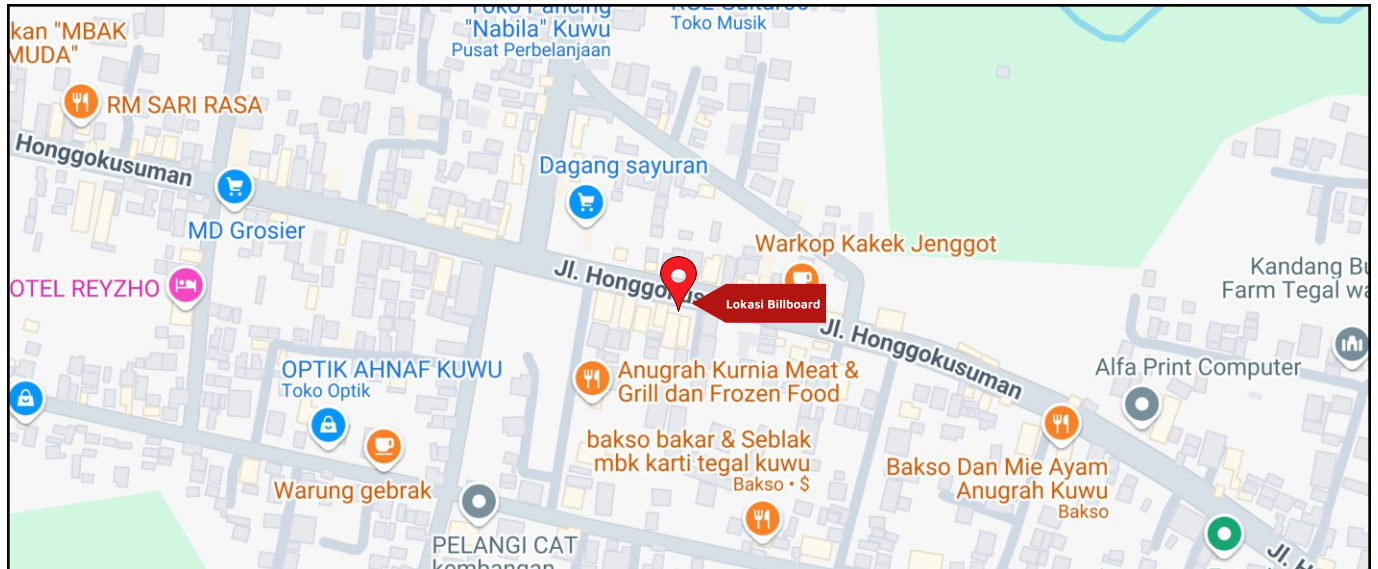 Toko Pancing
"Nabila" Kuwu
Pusat Perbelanjaan
Toko Musik
kan "MBAK
MUDA"
RM SARI RASA
Honggokusuman
MD Grosier
Dagang sayuran
Warkop Kakek Jenggot
OTEL REYZHO
Jl. Honggokus
Lokasi Billboard
Kandang Bu
Farm Tegal wa
Jl. Honggokusuman
OPTIK AHNAF KUWU
Toko Optik
Anugrah Kurnia Meat &
Grill dan Frozen Food
Alfa Print Computer
bakso bakar & Seblak
mbk karti tegal kuwu
Bakso • $
Bakso Dan Mie Ayam
Anugrah Kuwu
Bakso
Warung gebrak
PELANGI CAT
kembangan
Jl. H